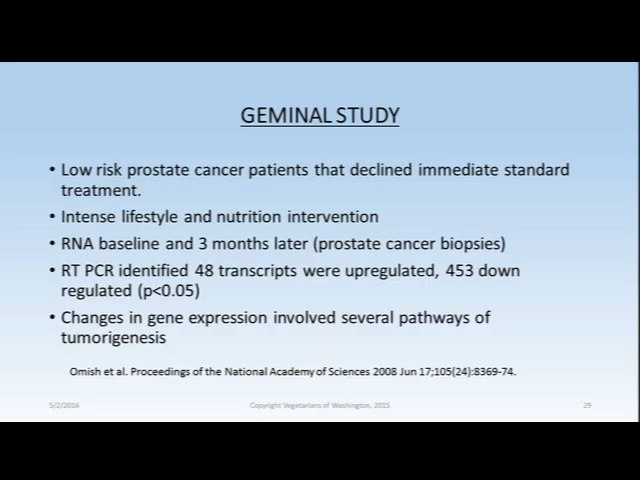 GEMINAL STUDY
• Low risk prostate cancer patients that declined immediate standard
treatment.
• Intense lifestyle and nutrition intervention
• RNA baseline and 3 months later (prostate cancer biopsies)
• RT PCR identified 48 transcripts were upregulated, 453 down
regulated (p<0.05)
• Changes in gene expression involved several pathways of
tumorigenesis
Ornish et al. Proceedings of the National Academy of Sciences 2008 Jun 17;105(24):8369-74.
5/2/2016 Copyright Vegetarians of Washington, 2015 29